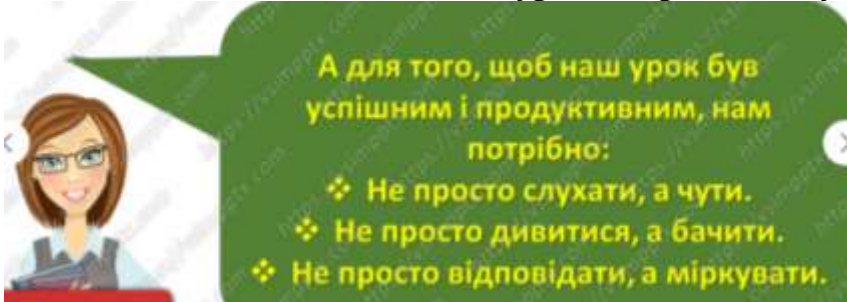 А для того, щоб наш урок був
успішним і продуктивним, нам
потрібно:
❖ Не просто слухати, а чути.
❖ Не просто дивитися, а бачити.
❖ Не просто відповідати, а міркувати.